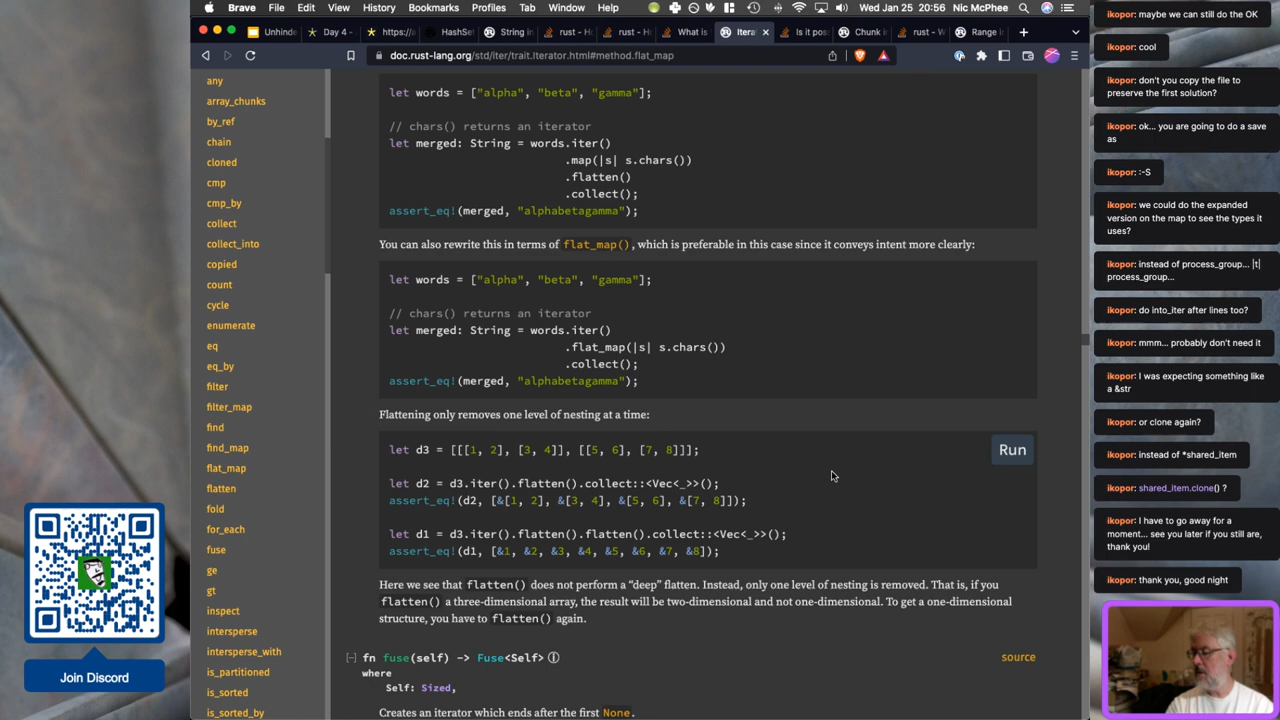 Brave File Edit View History Bookmarks Profiles Tab Window Help Wed Jan 25 20:56 Nic McPhee
Unhind Day 4 - https:/ HashSet String in rust - H rust - H What is Itera Is it pos Chunk i rust - V Range i
doc.rust-lang.org/std/iter/trait.Iterator.html#method.flat_map
any
array_chunks
by_ref
chain
cloned
cmp
cmp_by
collect
collect_into
copied
count
cycle
enumerate
eq
eq_by
filter
filter_map
find
find_map
flat_map
flatten
fold
for_each
fuse
ge
gt
inspect
intersperse
intersperse_with
is_partitioned
is_sorted
is_sorted_by
let words = ["alpha", "beta", "gamma"];
// chars() returns an iterator
let merged: String = words.iter()
.map(|s| s.chars())
.flatten()
.collect();
assert_eq!(merged, "alphabetagamma");
You can also rewrite this in terms of flat_map(), which is preferable in this case since it conveys intent more clearly:
let words = ["alpha", "beta", "gamma"];
// chars() returns an iterator
let merged: String = words.iter()
.flat_map(|s| s.chars())
.collect();
assert_eq!(merged, "alphabetagamma");
Flattening only removes one level of nesting at a time:
let d3 = [[[1, 2], [3, 4]], [[5, 6], [7, 8]]];
Run
let d2 = d3.iter().flatten().collect::<Vec<_>>();
assert_eq!(d2, [&[1, 2], &[3, 4], &[5, 6], &[7, 8]]);
let d1 = d3.iter().flatten().flatten().collect::<Vec<_>>();
assert_eq!(d1, [&1, &2, &3, &4, &5, &6, &7, &8]);
Here we see that flatten() does not perform a “deep” flatten. Instead, only one level of nesting is removed. That is, if you
flatten() a three-dimensional array, the result will be two-dimensional and not one-dimensional. To get a one-dimensional
structure, you have to flatten() again.
[-] fn fuse(self) -> Fuse<Self> ⓘ
source
where
Self: Sized,
Creates an iterator which ends after the first None.
Join Discord
ikopor: maybe we can still do the OK
ikopor: cool
ikopor: don't you copy the file to
preserve the first solution?
ikopor: ok... you are going to do a save
as
ikopor: :-S
ikopor: we could do the expanded
version on the map to see the types it
uses?
ikopor: instead of process_group... |t|
process_group...
ikopor: do into_iter after lines too?
ikopor: mmm... probably don't need it
ikopor: I was expecting something like
a &str
ikopor: or clone again?
ikopor: instead of *shared_item
ikopor: shared_item.clone() ?
ikopor: I have to go away for a
moment... see you later if you still are,
thank you!
ikopor: thank you, good night